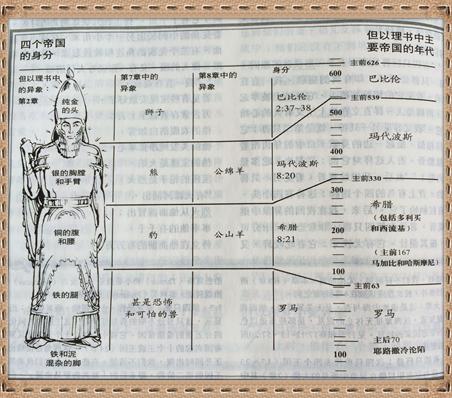 四个帝国
的身分
但以理书中主
要帝国的年代
但以理书中
的异象：
第2章
第7章中的
异象
第8章中的
异象
身分
纯金
的头
狮子
巴比伦
2:37~38
银的胸膛
和手臂
熊
公绵羊
玛代波斯
8:20
铜的腹
和腰
豹
公山羊
希腊
8:21
铁的腿
甚是恐怖
和可怕的兽
罗马
铁和泥
混杂的脚
主前626
600
巴比伦
主前539
500
玛代波斯
400
主前330
300
希腊
（包括多利买
和西流基）
200
（主前167
马加比和哈斯摩尼）
100
主前63
罗马
主后70
耶路撒冷沦陷
100